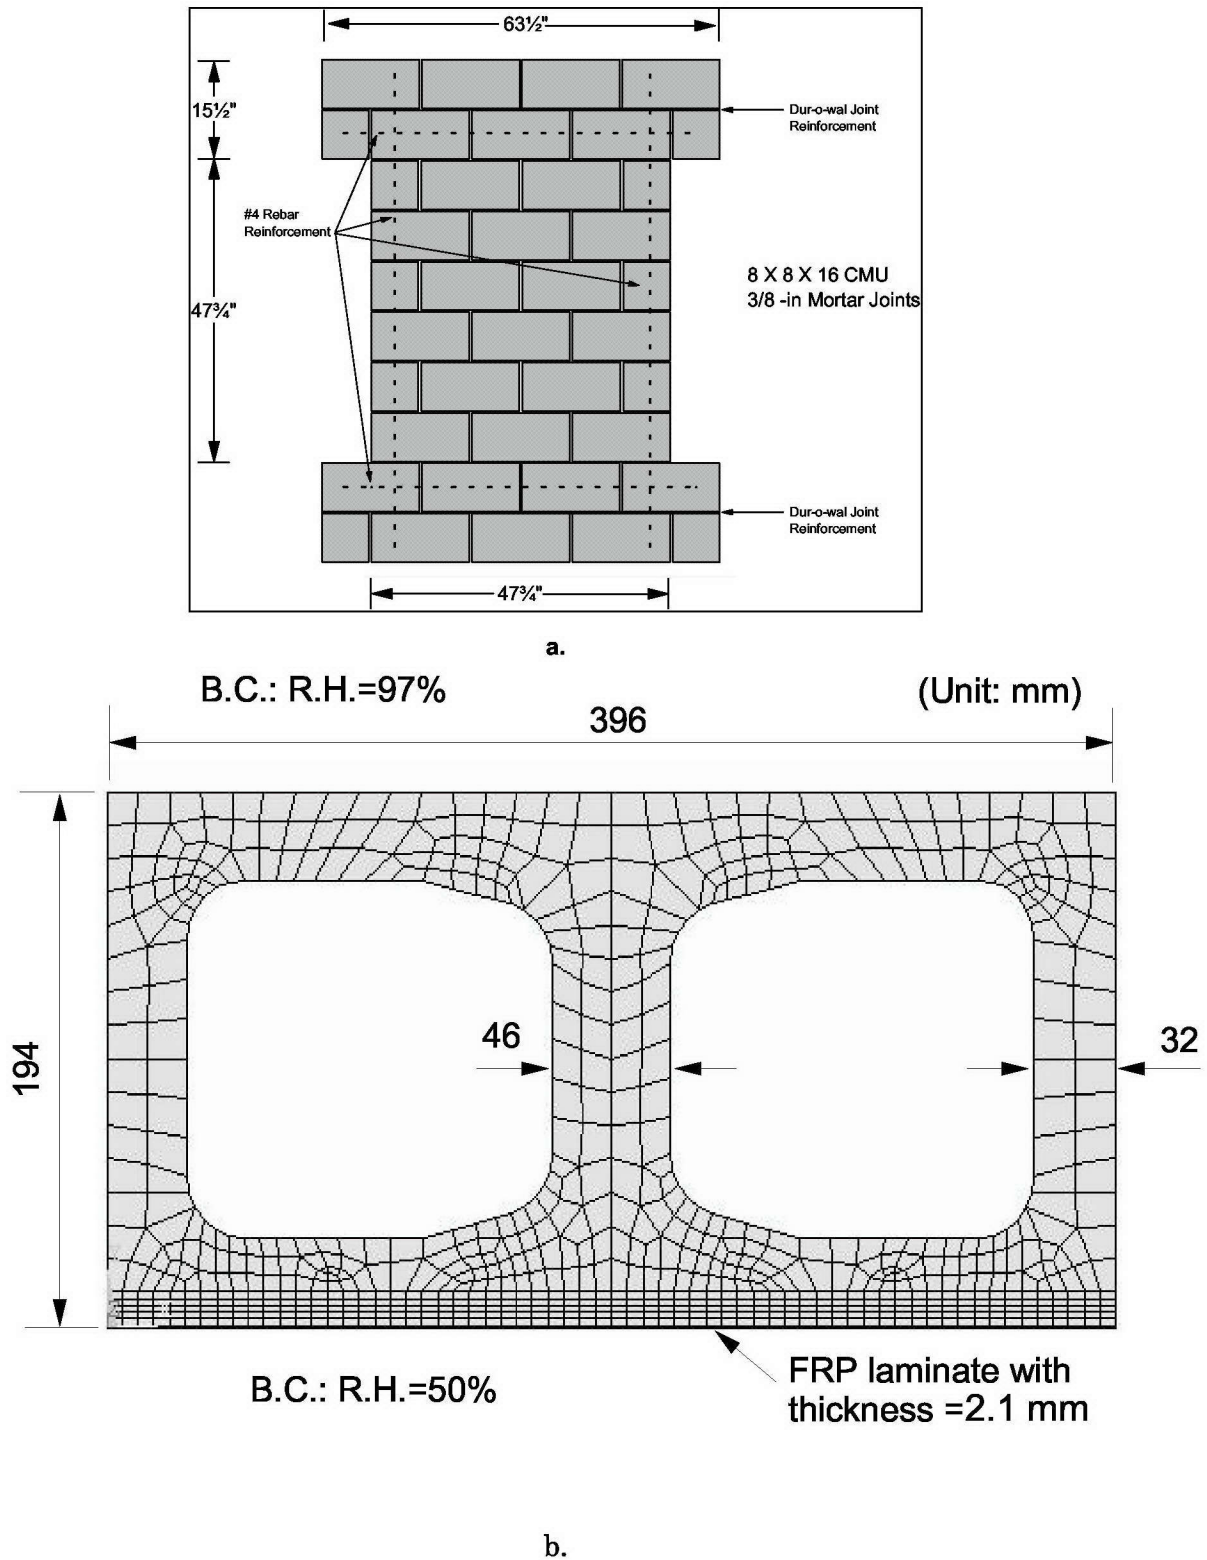 63½"
15½"
Dur-o-wal Joint
Reinforcement
#4 Rebar
Reinforcement
47¾"
8 X 8 X 16 CMU
3/8 -in Mortar Joints
Dur-o-wal Joint
Reinforcement
47¾"
a.
B.C.: R.H.=97%
(Unit: mm)
396
194
46
32
B.C.: R.H.=50%
FRP laminate with
thickness =2.1 mm
b.